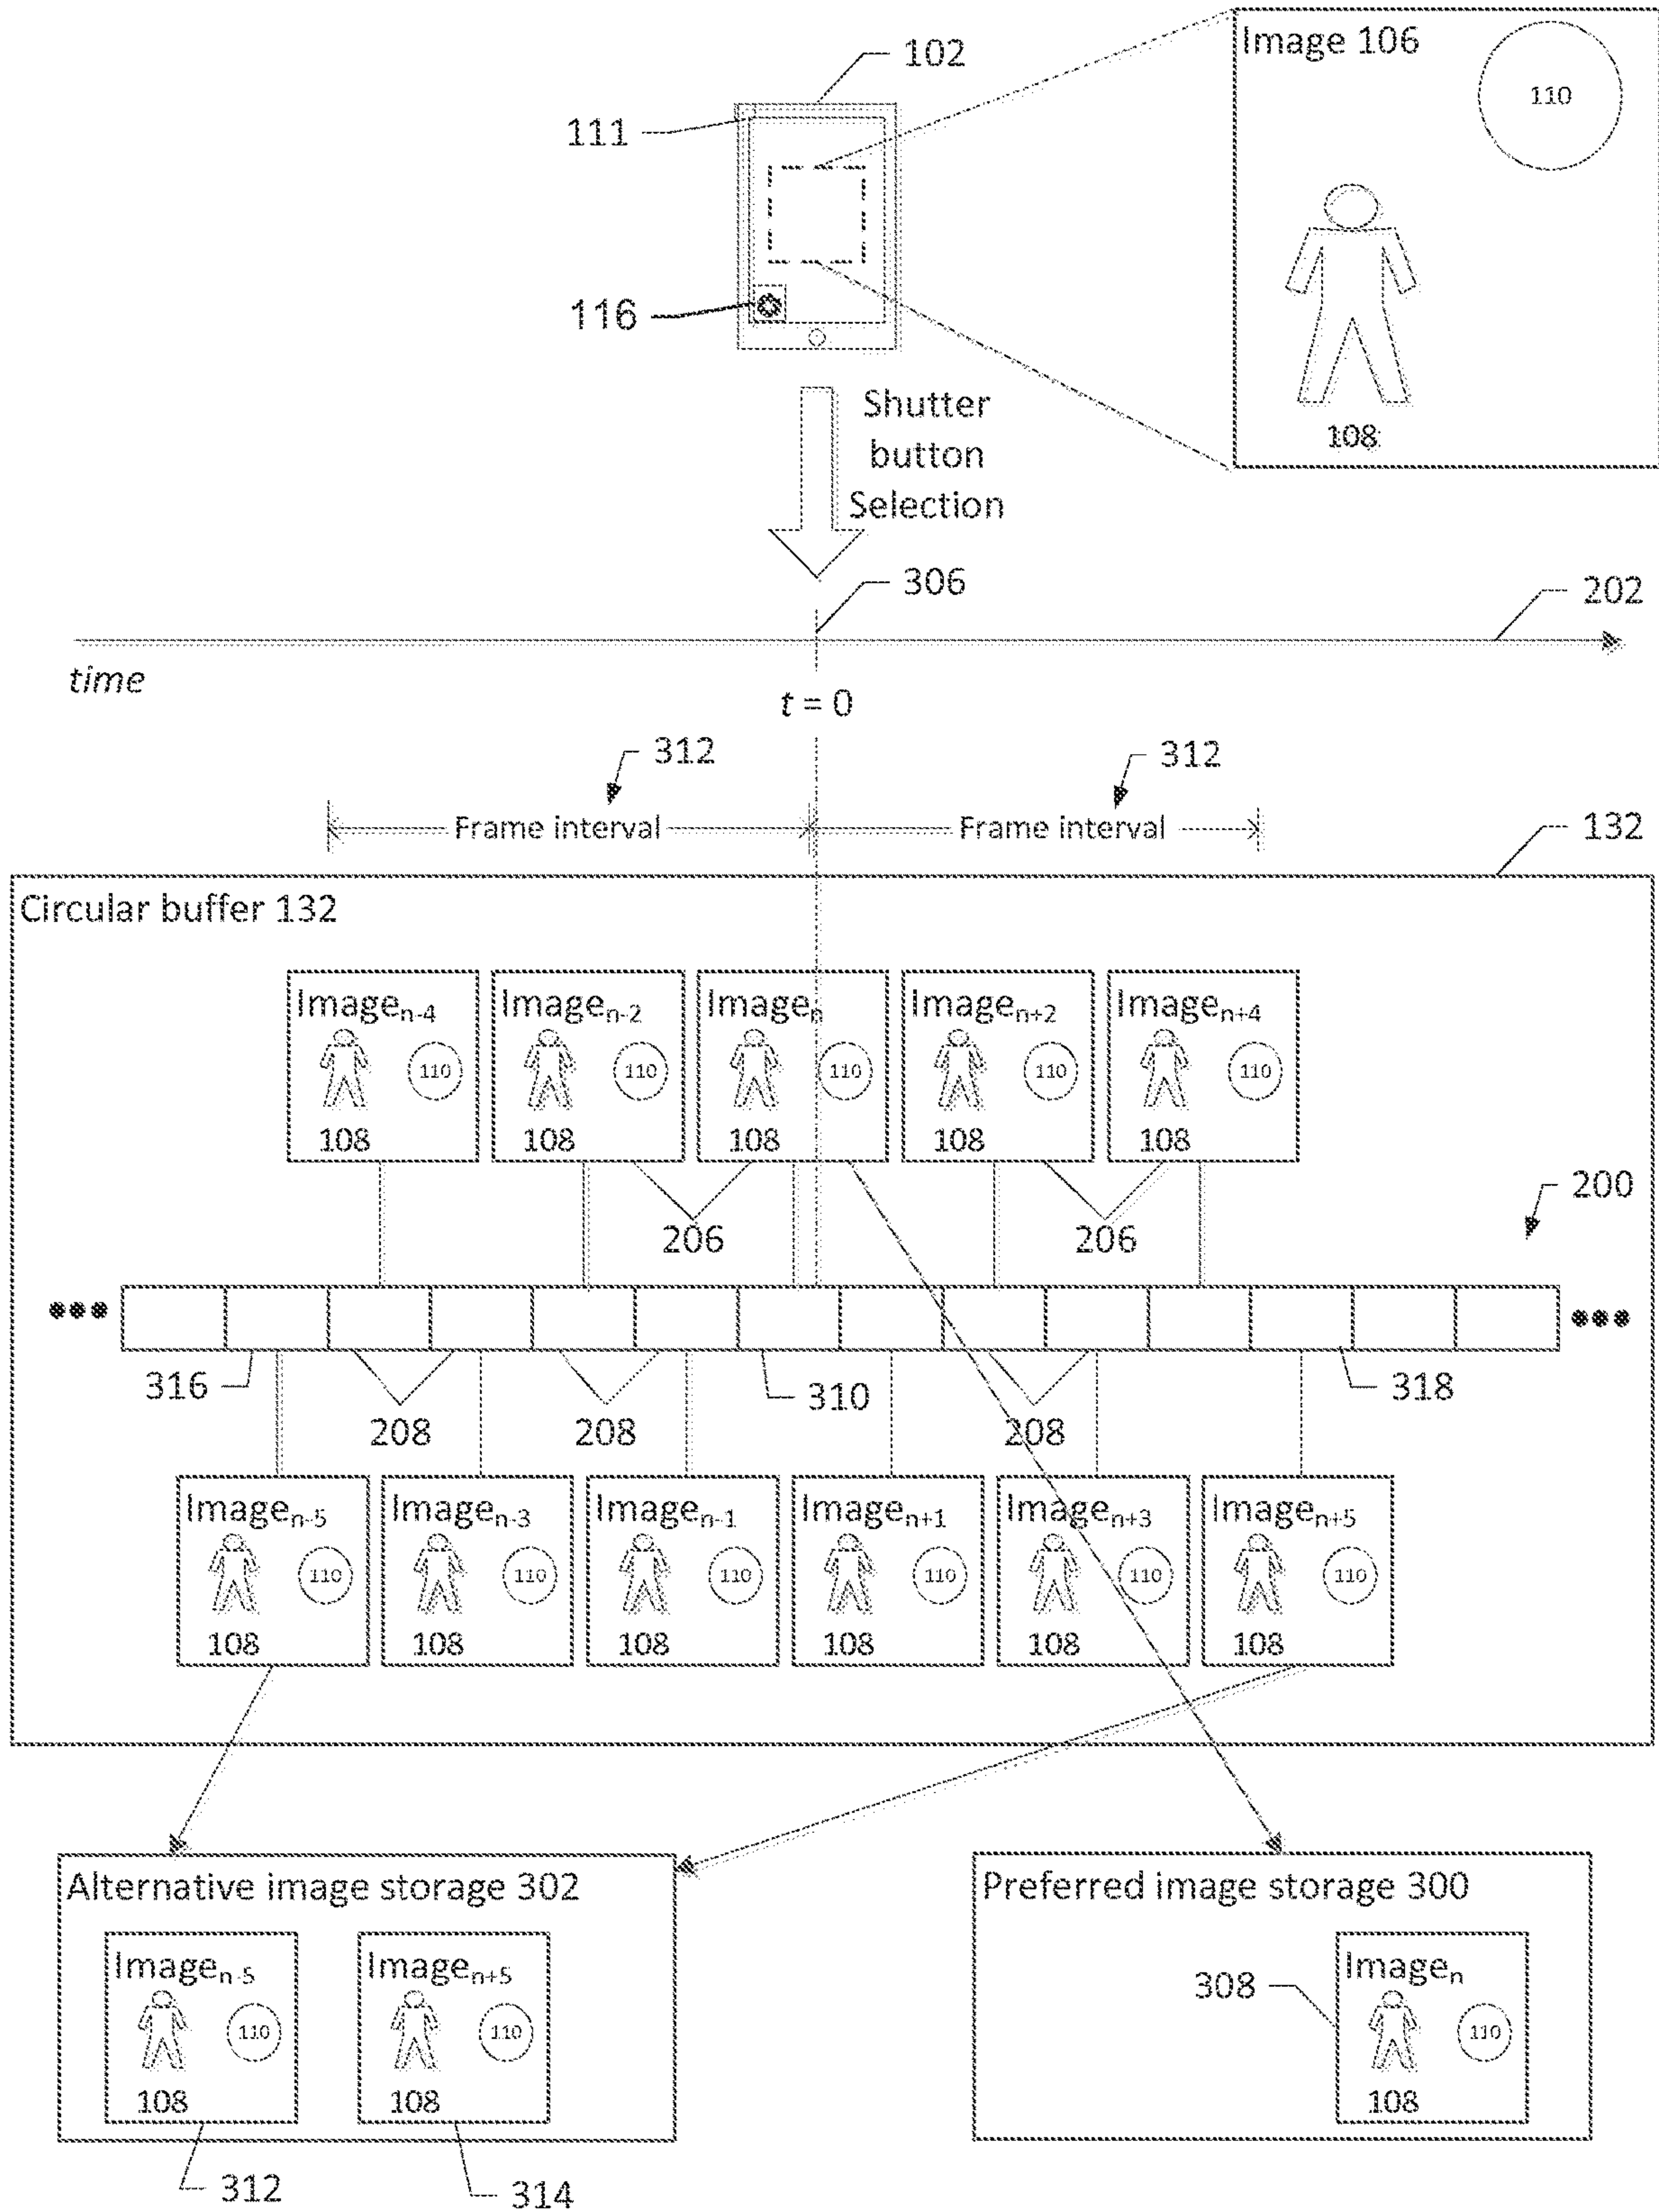 102
Image 106
110
111
116
108
Shutter
button
Selection
306
202
time
t = 0
312
312
Frame interval
Frame interval
132
Circular buffer 132
Imagen-4
Imagen-2
Imagen
Imagen+2
Imagen+4
110
110
110
110
110
108
108
108
108
108
200
206
206
316
310
318
208
208
208
Imagen-5
Imagen-3
Imagen-1
Imagen+1
Imagen+3
Imagen+5
110
110
110
110
110
110
108
108
108
108
108
108
Alternative image storage 302
Imagen-5
Imagen+5
110
110
108
108
312
314
Preferred image storage 300
308
Imagen
110
108